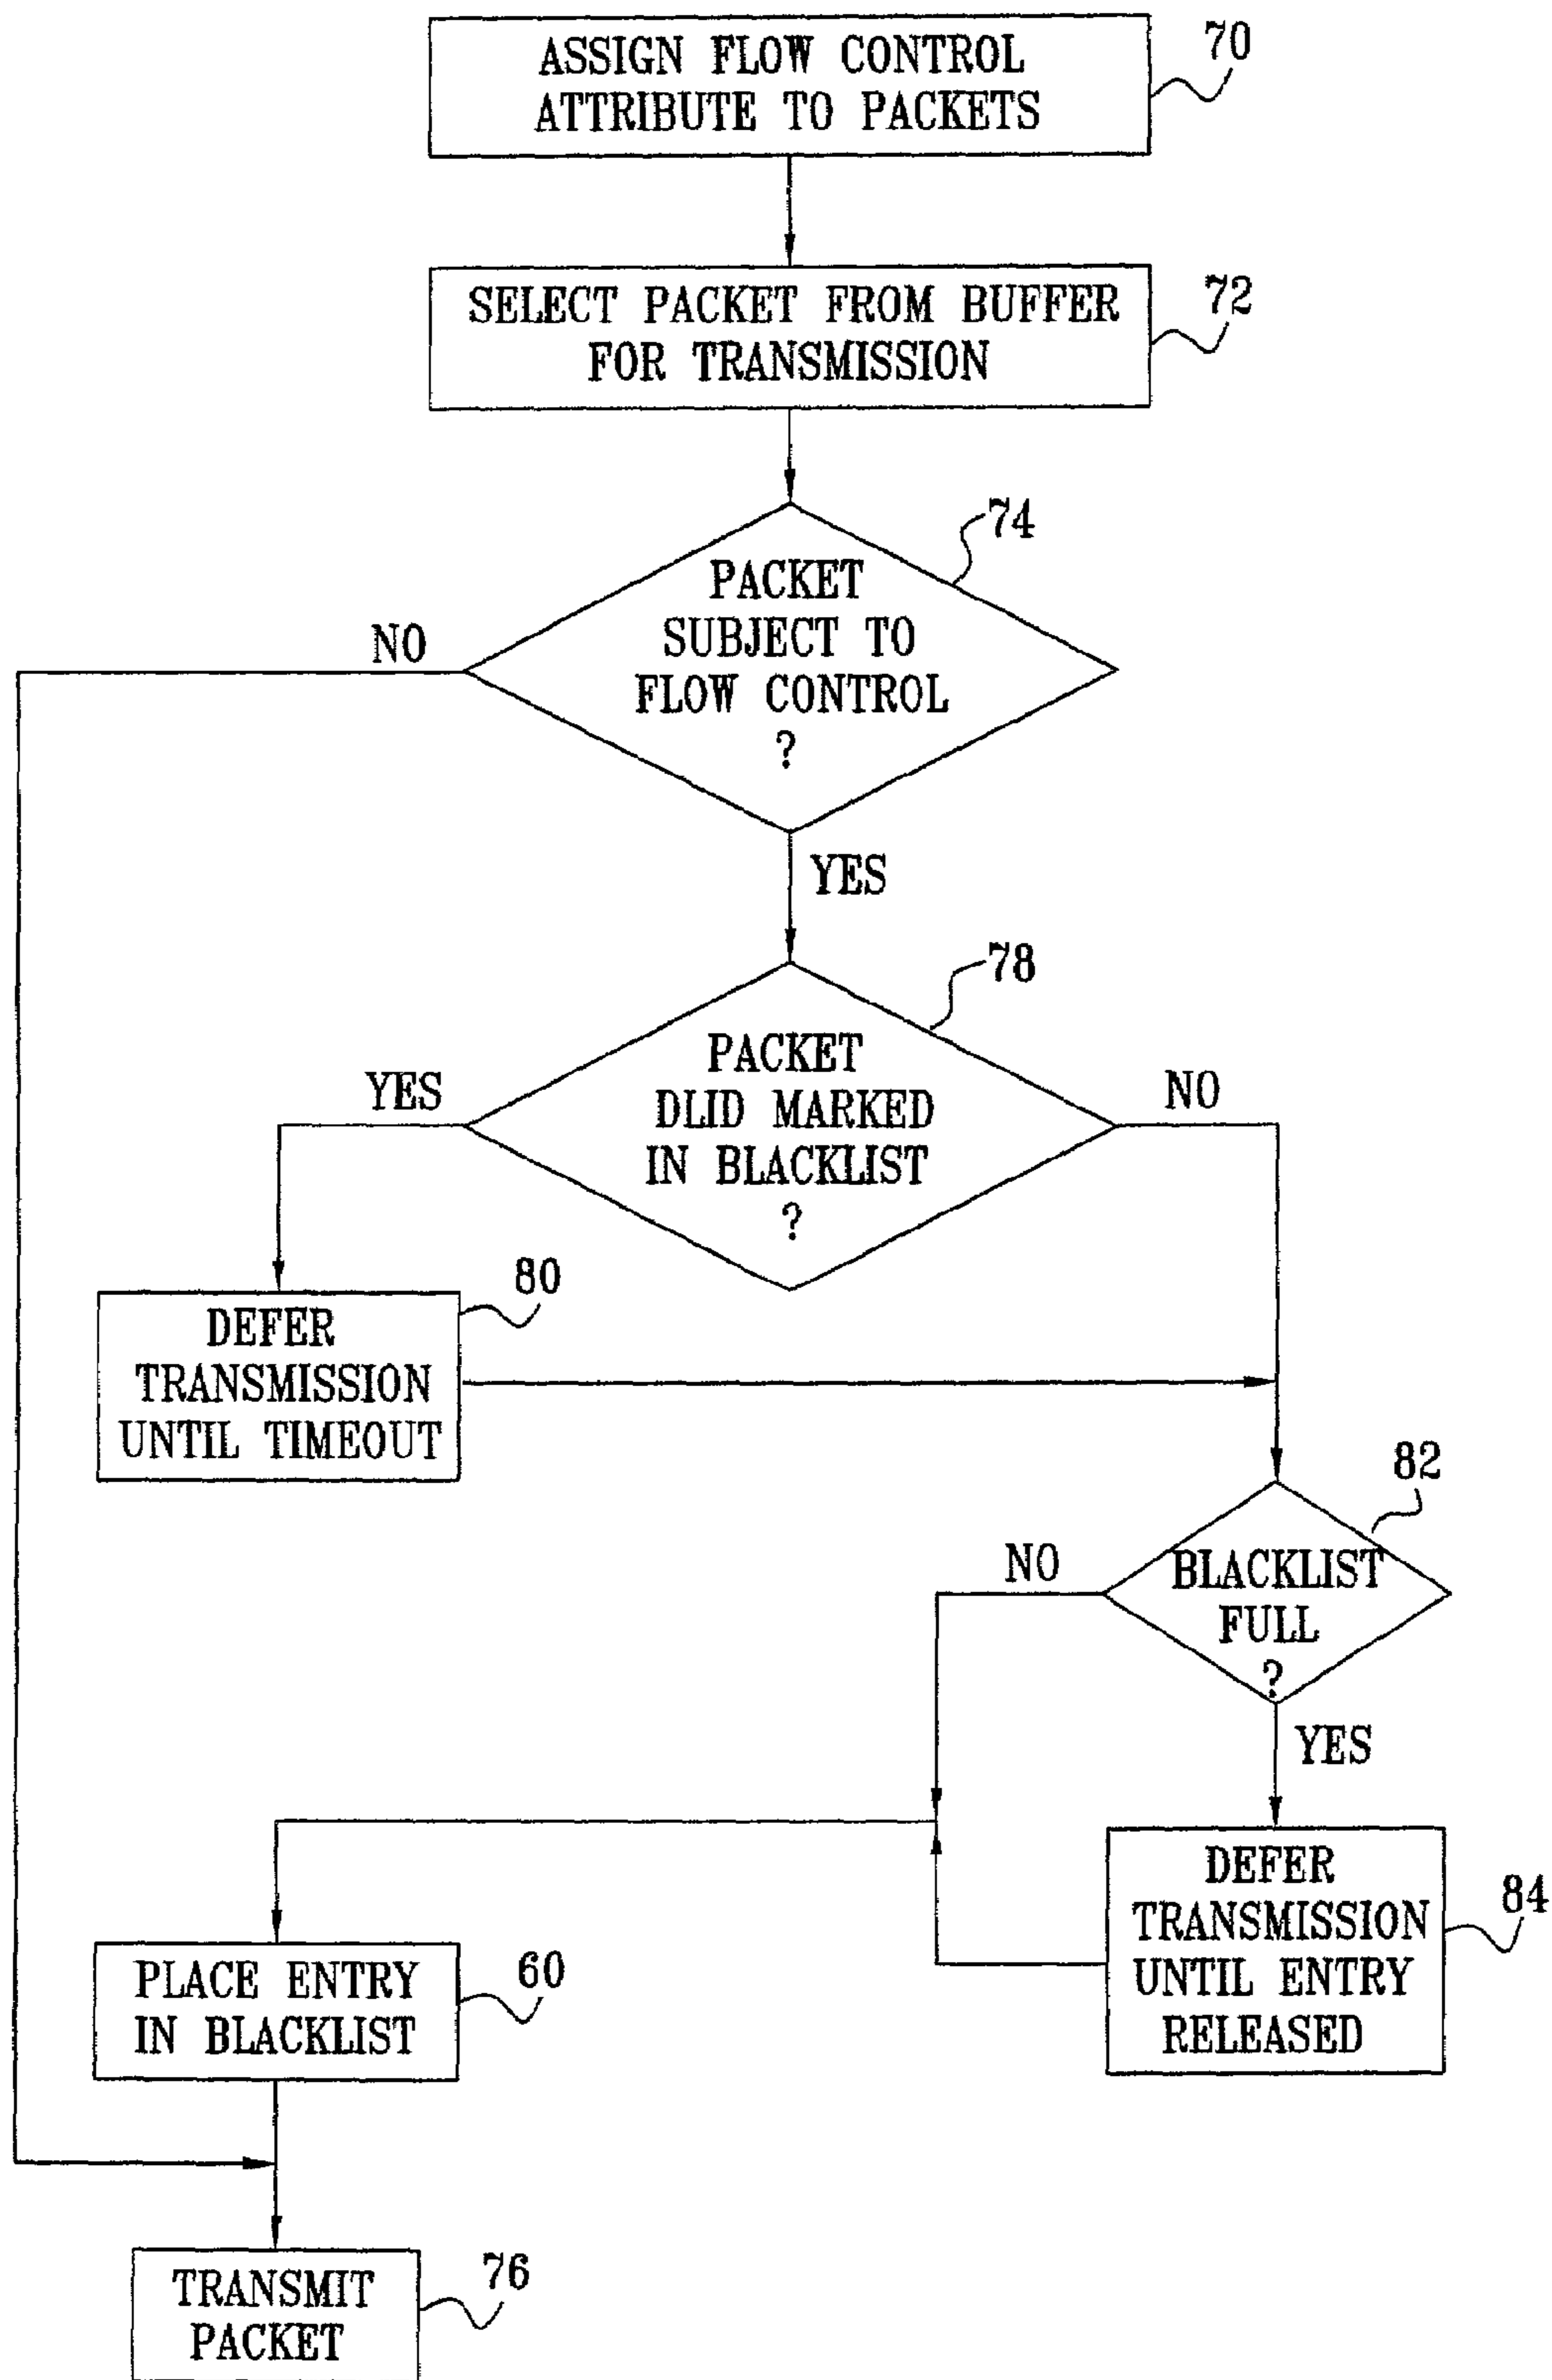 ASSIGN FLOW CONTROL
ATTRIBUTE TO PACKETS
70
SELECT PACKET FROM BUFFER
FOR TRANSMISSION
72
74
PACKET
SUBJECT TO
FLOW CONTROL
?
NO
YES
78
PACKET
DLID MARKED
IN BLACKLIST
?
YES
NO
80
DEFER
TRANSMISSION
UNTIL TIMEOUT
82
BLACKLIST
FULL
?
NO
YES
DEFER
TRANSMISSION
UNTIL ENTRY
RELEASED
84
PLACE ENTRY
IN BLACKLIST
60
TRANSMIT
PACKET
76